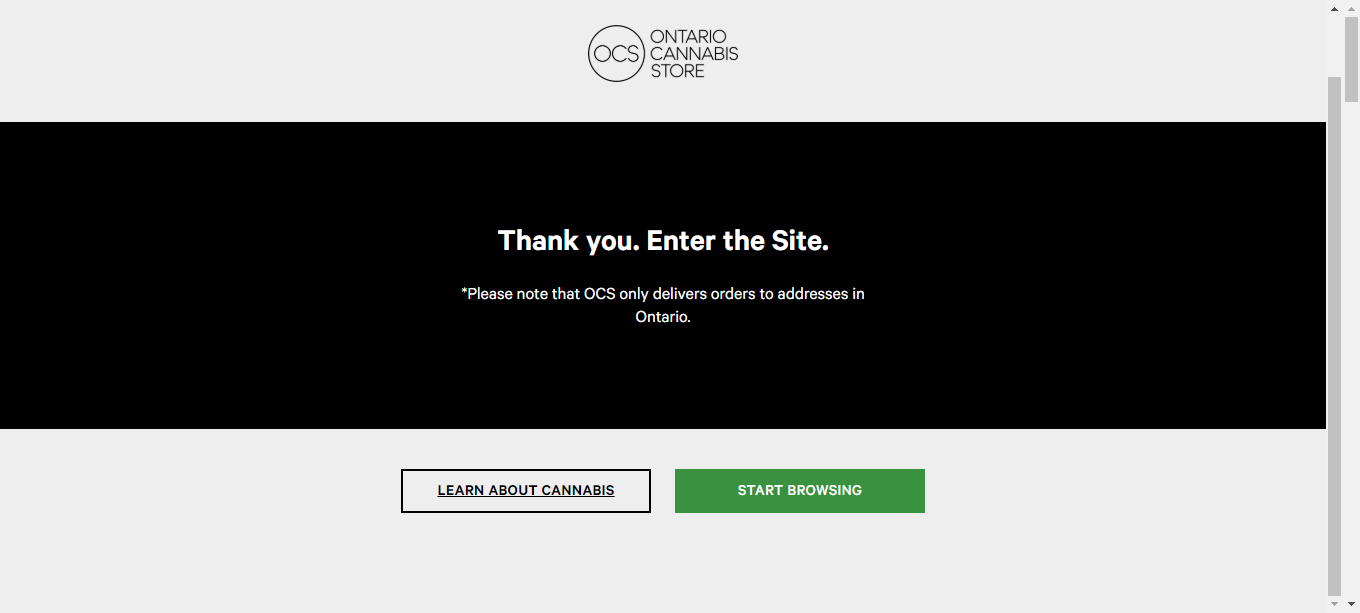 OCS
ONTARIO
CANNABIS
STORE
Thank you. Enter the Site.
*Please note that OCS only delivers orders to addresses in
Ontario.
LEARN ABOUT CANNABIS
START BROWSING